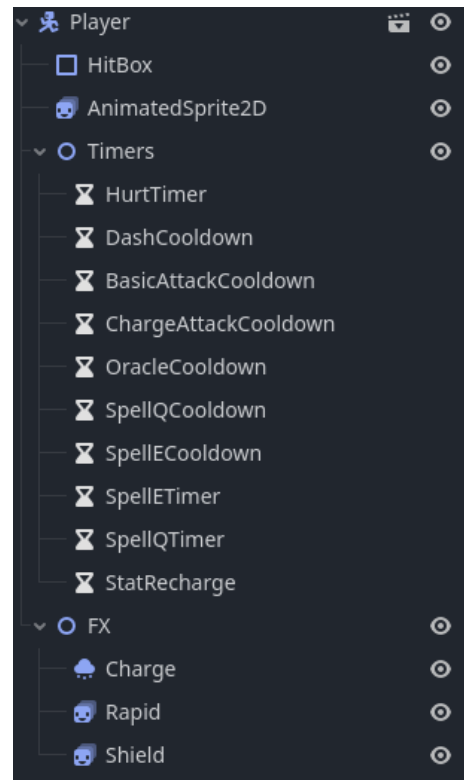 Player
HitBox
AnimatedSprite2D
Timers
HurtTimer
DashCooldown
BasicAttackCooldown
ChargeAttackCooldown
OracleCooldown
SpellQCooldown
SpellECooldown
SpellETimer
SpellQTimer
StatRecharge
FX
Charge
Rapid
Shield